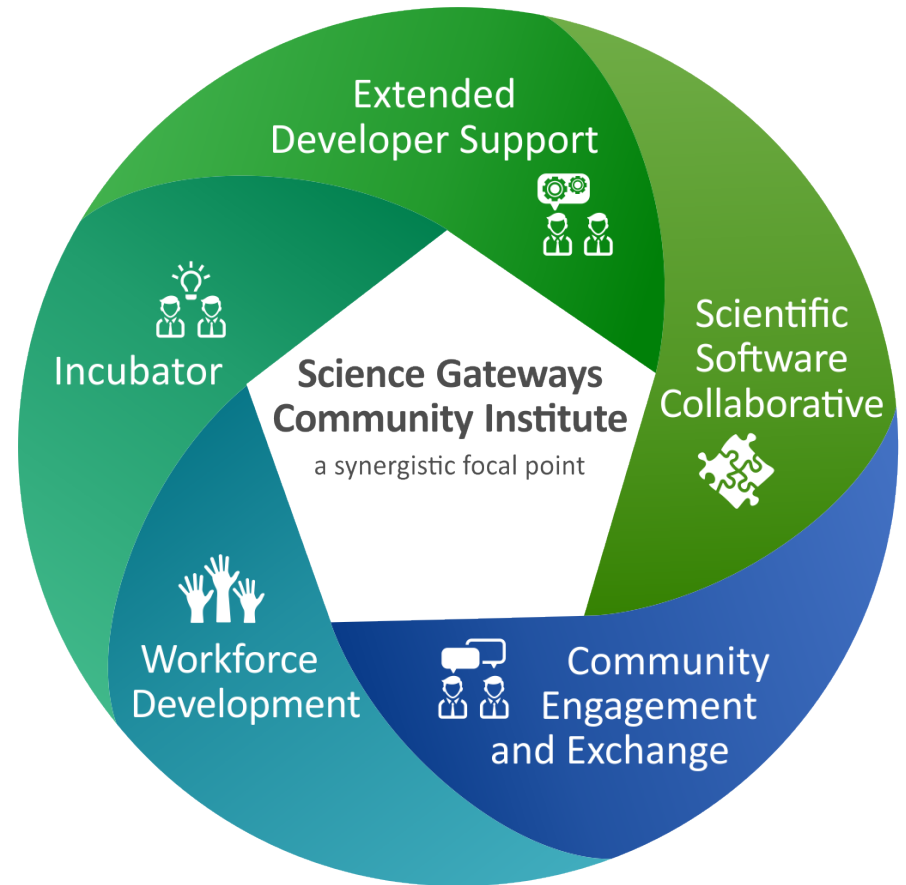 Extended
Developer Support
Scientific
Software
Collaborative
Incubator
Science Gateways
Community Institute
a synergistic focal point
Workforce
Development
Community
Engagement
and Exchange